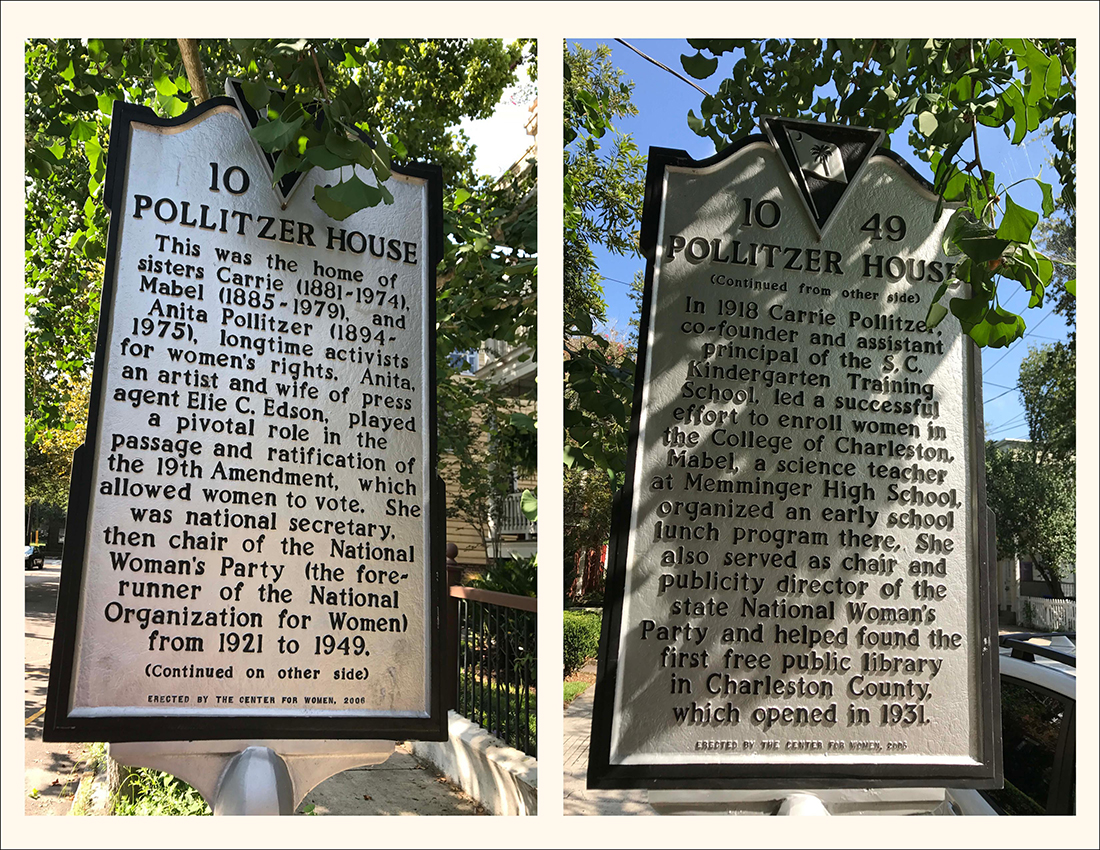 10
POLLITZER HOUSE
This was the home of
sisters Carrie (1881-1974),
Mabel (1885-1979), and
Anita Pollitzer (1894-
1975), longtime activists
for women's rights. Anita,
an artist and wife of press
agent Elie C. Edson, played
a pivotal role in the
passage and ratification of
the 19th Amendment, which
allowed women to vote. She
was national secretary,
then chair of the National
Woman's Party (the fore-
runner of the National
Organization for Women)
from 1921 to 1949.
(Continued on other side)
ERECTED BY THE CENTER FOR WOMEN, 2006
10 49
POLLITZER HOUSE
(Continued from other side)
In 1918 Carrie Pollitzer,
co-founder and assistant
principal of the S.C.
Kindergarten Training
School, led a successful
effort to enroll women in
the College of Charleston.
Mabel, a science teacher
at Memminger High School,
organized an early school
lunch program there. She
also served as chair and
publicity director of the
state National Woman's
Party and helped found the
first free public library
in Charleston County,
which opened in 1931.
ERECTED BY THE CENTER FOR WOMEN, 2006